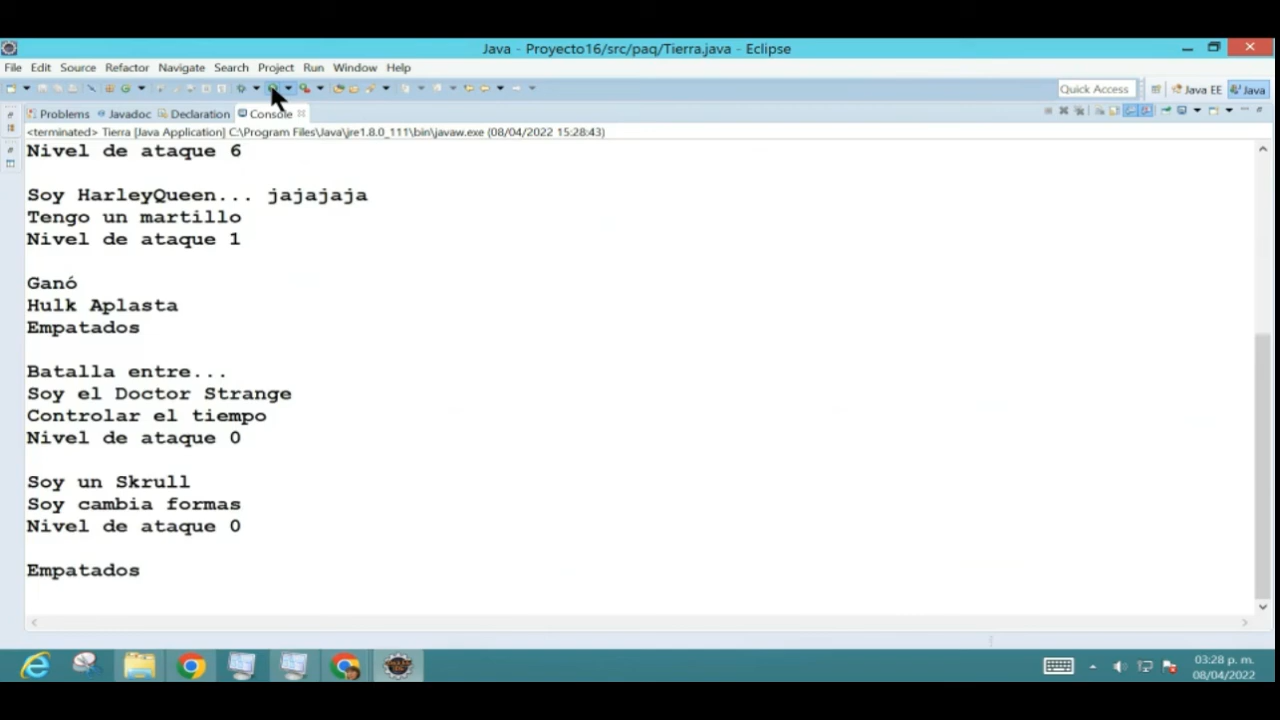 Java - Proyecto16/src/paq/Tierra.java - Eclipse
File Edit Source Refactor Navigate Search Project Run Window Help
Quick Access Java EE Java
Problems Javadoc Declaration Console
<terminated> Tierra [Java Application] C:\Program Files\Java\jre1.8.0_111\bin\javaw.exe (08/04/2022 15:28:43)
Nivel de ataque 6
Soy HarleyQueen... jajajaja
Tengo un martillo
Nivel de ataque 1
Ganó
Hulk Aplasta
Empatados
Batalla entre...
Soy el Doctor Strange
Controlar el tiempo
Nivel de ataque 0
Soy un Skrull
Soy cambia formas
Nivel de ataque 0
Empatados
03:28 p. m.
08/04/2022